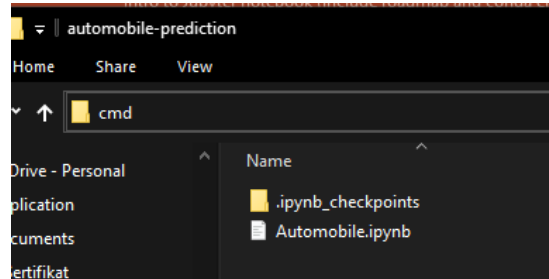 automobile-prediction
Home Share View
cmd
Name
Drive - Personal
.ipynb_checkpoints
plication
Automobile.ipynb
cuments
ertifikat